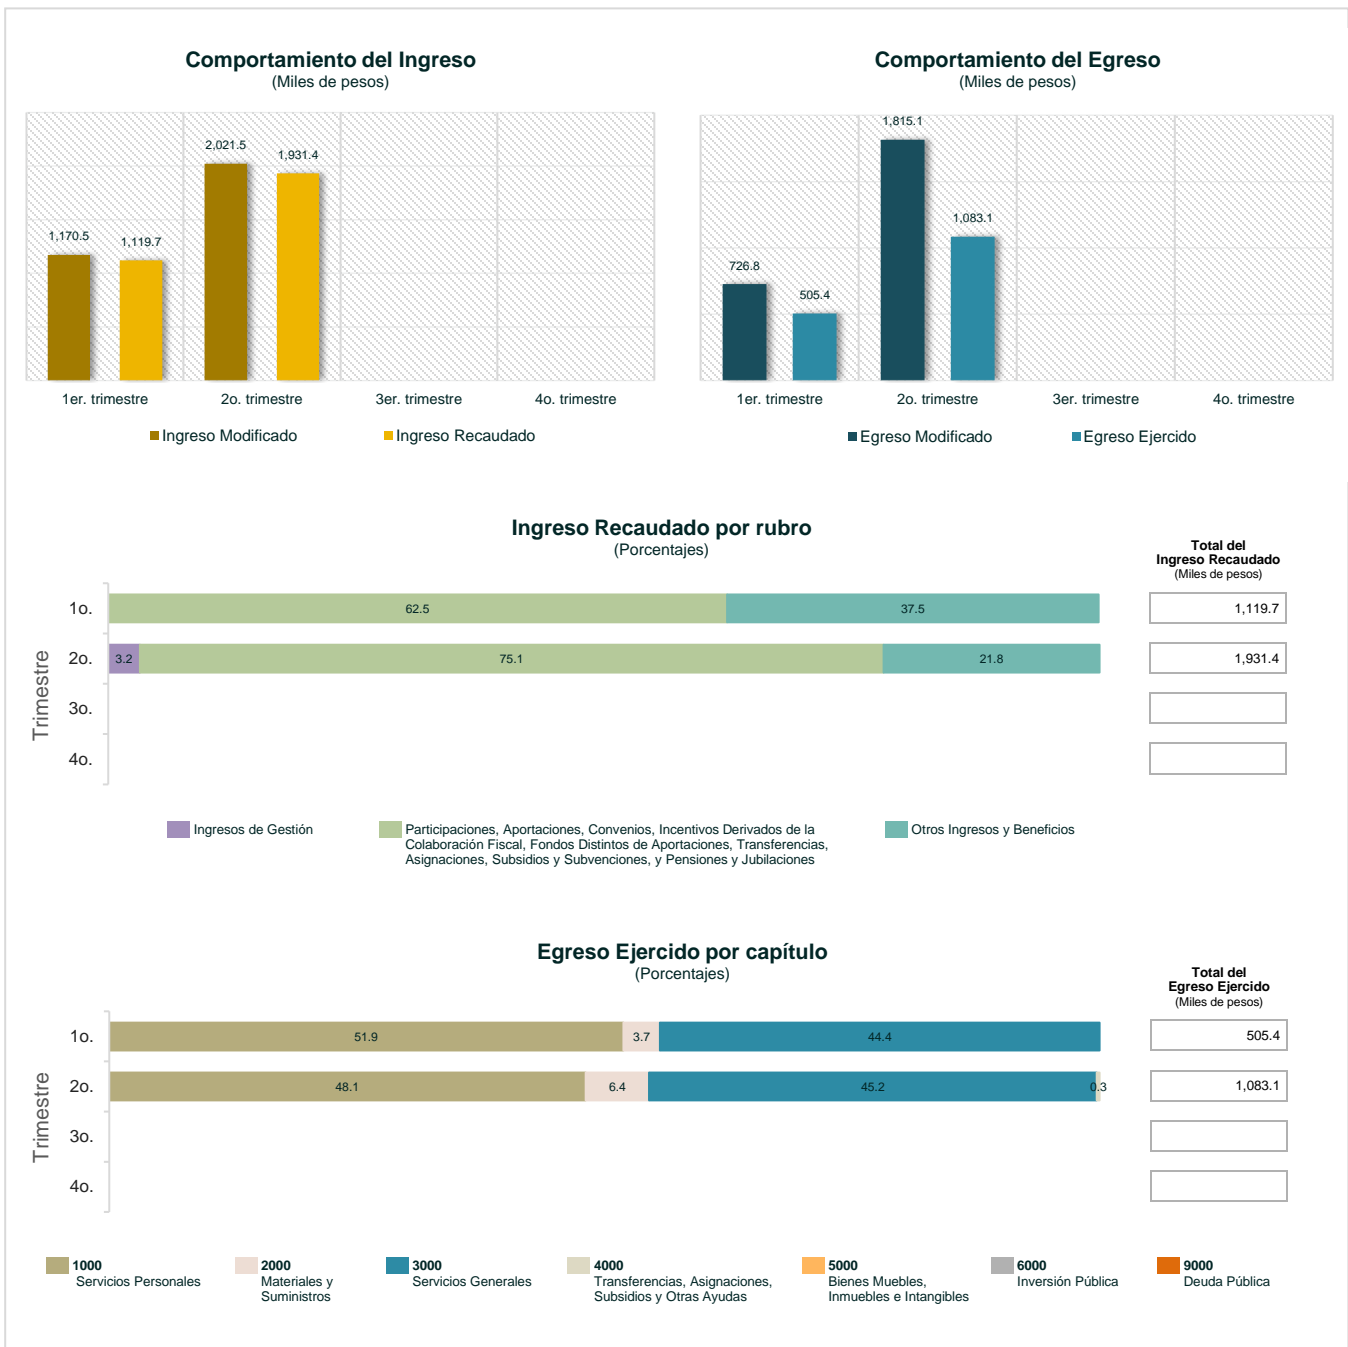 Comportamiento del Ingreso
(Miles de pesos)
2,021.5
1,931.4
1,170.5
1,119.7
1er. trimestre
2o. trimestre
3er. trimestre
4o. trimestre
Ingreso Modificado
Ingreso Recaudado
Comportamiento del Egreso
(Miles de pesos)
1,815.1
1,083.1
726.8
505.4
1er. trimestre
2o. trimestre
3er. trimestre
4o. trimestre
Egreso Modificado
Egreso Ejercido
Ingreso Recaudado por rubro
(Porcentajes)
Total del
Ingreso Recaudado
(Miles de pesos)
Trimestre
1o.
62.5
37.5
1,119.7
2o.
3.2
75.1
21.8
1,931.4
3o.
4o.
Ingresos de Gestión
Participaciones, Aportaciones, Convenios, Incentivos Derivados de la
Colaboración Fiscal, Fondos Distintos de Aportaciones, Transferencias,
Asignaciones, Subsidios y Subvenciones, y Pensiones y Jubilaciones
Otros Ingresos y Beneficios
Egreso Ejercido por capítulo
(Porcentajes)
Total del
Egreso Ejercido
(Miles de pesos)
Trimestre
1o.
51.9
3.7
44.4
505.4
2o.
48.1
6.4
45.2
0.3
1,083.1
3o.
4o.
1000
Servicios Personales
2000
Materiales y
Suministros
3000
Servicios Generales
4000
Transferencias, Asignaciones,
Subsidios y Otras Ayudas
5000
Bienes Muebles,
Inmuebles e Intangibles
6000
Inversión Pública
9000
Deuda Pública